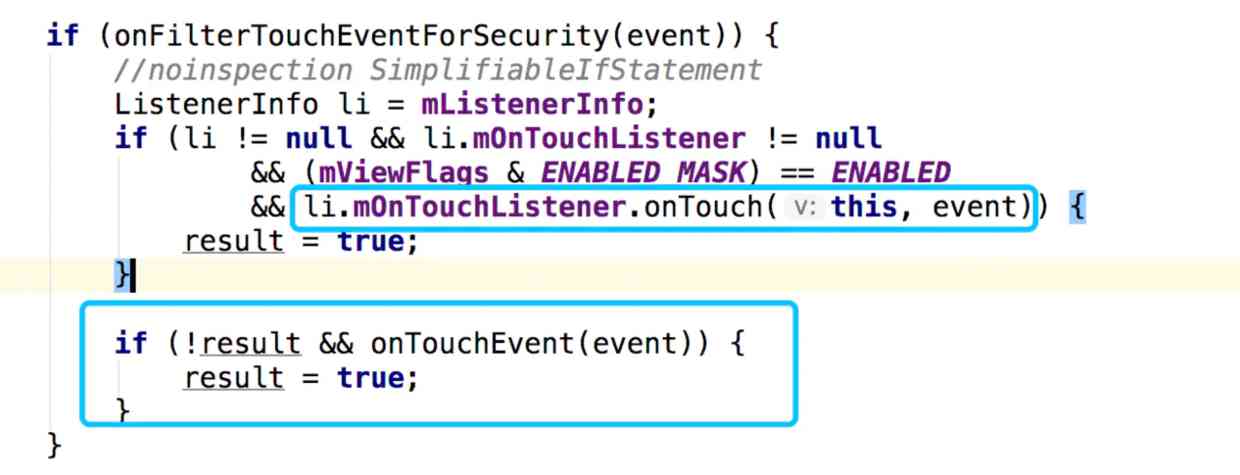 if (onFilterTouchEventForSecurity(event)) {
//noinspection SimplifiableIfStatement
ListenerInfo li = mListenerInfo;
if (li != null && li.mOnTouchListener != null
&& (mViewFlags & ENABLED_MASK) == ENABLED
&& li.mOnTouchListener.onTouch( v: this, event)) {
result = true;
}
if (!result && onTouchEvent(event)) {
result = true;
}
}